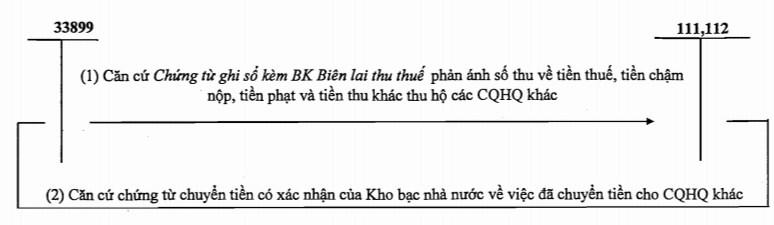 33899
111,112
(1) Căn cứ Chứng từ ghi sổ kèm BK Biên lai thu thuế phản ánh số thu về tiền thuế, tiền chậm
nộp, tiền phạt và tiền thu khác thu hộ các CQHQ khác
(2) Căn cứ chứng từ chuyển tiền có xác nhận của Kho bạc nhà nước về việc đã chuyển tiền cho CQHQ khác